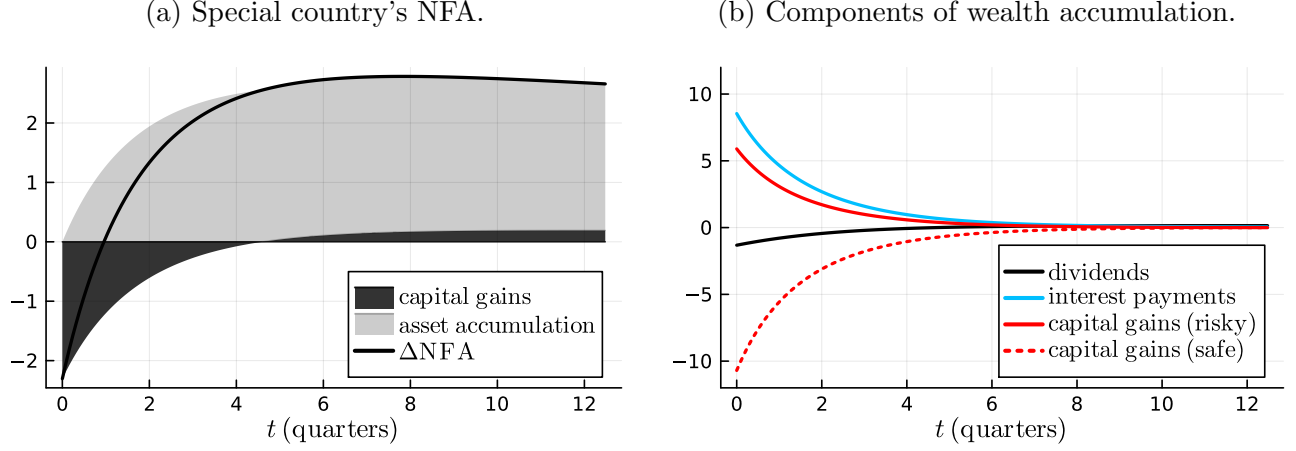 (a) Special country's NFA.
2
1
0
−1
−2
capital gains
asset accumulation
ΔNFA
0 2 4 6 8 10 12
t (quarters)
(b) Components of wealth accumulation.
10
5
0
−5
−10
dividends
interest payments
capital gains (risky)
capital gains (safe)
0 2 4 6 8 10 12
t (quarters)